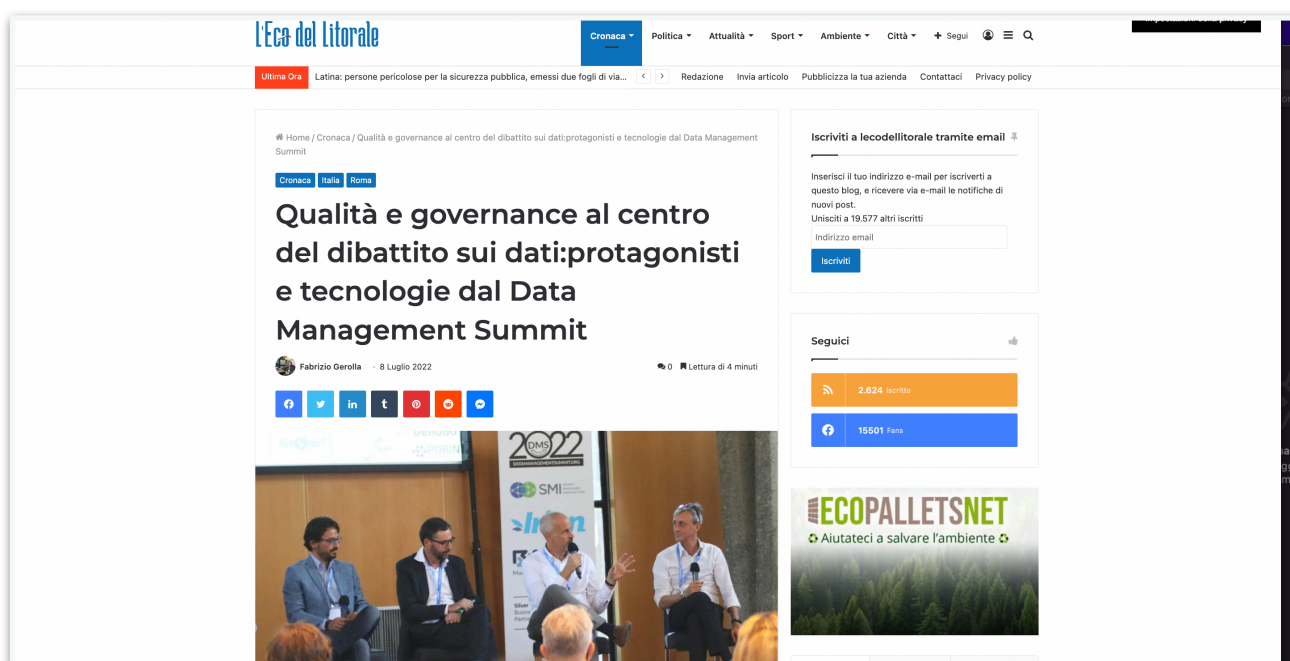 L'Eco del Litorale
Cronaca Politica Attualità Sport Ambiente Città + Segui
Ultima Ora Latina: persone pericolose per la sicurezza pubblica, emessi due fogli di via... Redazione Invia articolo Pubblicizza la tua azienda Contattaci Privacy policy
Home / Cronaca / Qualità e governance al centro del dibattito sui dati:protagonisti e tecnologie dal Data Management
Summit
Cronaca Italia Roma
Qualità e governance al centro
del dibattito sui dati:protagonisti
e tecnologie dal Data
Management Summit
Fabrizio Gerolla · 8 Luglio 2022
0 Lettura di 4 minuti
2022
DMS
DATAMANAGEMENTSUMMIT.ORG
SMI
Silver
Iscriviti a lecodellitorale tramite email
Inserisci il tuo indirizzo e-mail per iscriverti a
questo blog, e ricevere via e-mail le notifiche di
nuovi post.
Unisciti a 19.577 altri iscritti
Indirizzo email
Iscriviti
Seguici
2.624 Iscritto
15501 Fans
ECOPALLETSNET
Aiutateci a salvare l'ambiente